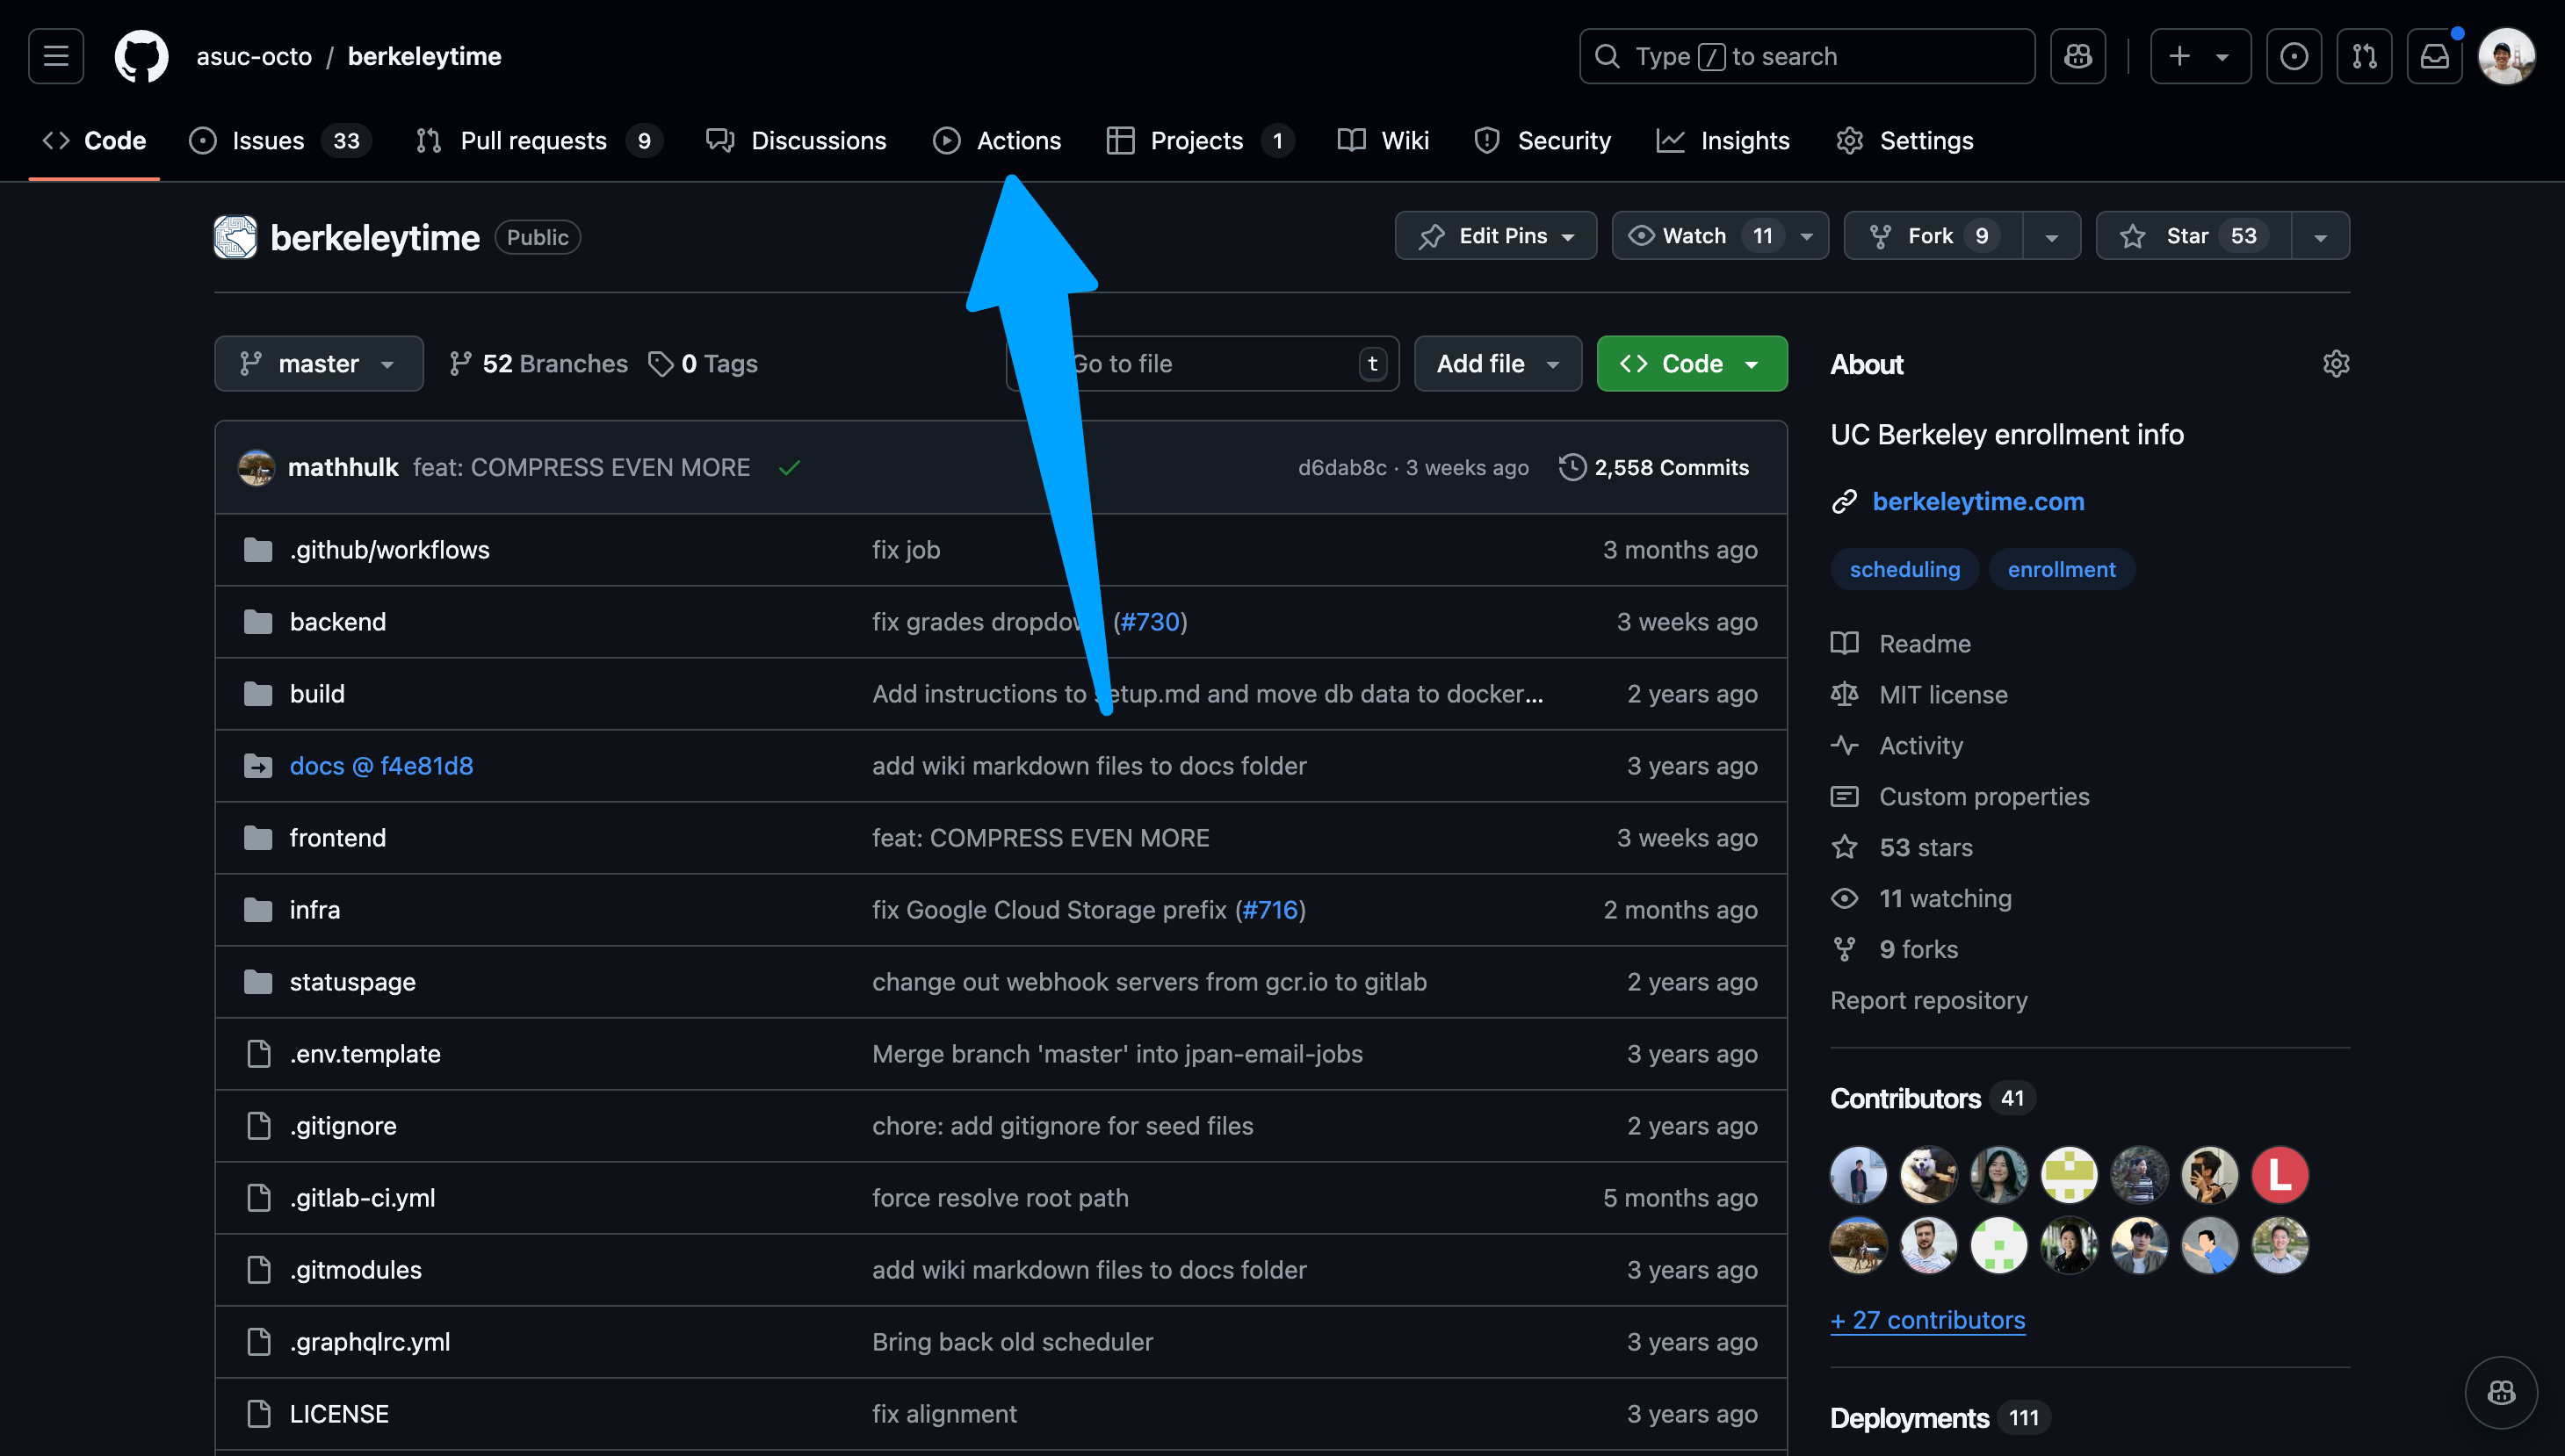 asuc-octo / berkeleytime
Type / to search
Code
Issues 33
Pull requests 9
Discussions
Actions
Projects 1
Wiki
Security
Insights
Settings
berkeleytime Public
Edit Pins
Watch 11
Fork 9
Star 53
master
52 Branches
0 Tags
Go to file t
Add file
Code
mathhulk feat: COMPRESS EVEN MORE d6dab8c · 3 weeks ago 2,558 Commits
.github/workflows fix job 3 months ago
backend fix grades (#730) 3 weeks ago
build Add instructions to setup.md and move db data to docker... 2 years ago
docs @ f4e81d8 add wiki markdown files to docs folder 3 years ago
frontend feat: COMPRESS EVEN MORE 3 weeks ago
infra fix Google Cloud Storage prefix (#716) 2 months ago
statuspage change out webhook servers from gcr.io to gitlab 2 years ago
.env.template Merge branch 'master' into jpan-email-jobs 3 years ago
.gitignore chore: add gitignore for seed files 2 years ago
.gitlab-ci.yml force resolve root path 5 months ago
.gitmodules add wiki markdown files to docs folder 3 years ago
.graphqlrc.yml Bring back old scheduler 3 years ago
LICENSE fix alignment 3 years ago
About
UC Berkeley enrollment info
berkeleytime.com
scheduling enrollment
Readme
MIT license
Activity
Custom properties
53 stars
11 watching
9 forks
Report repository
Contributors 41
L
+ 27 contributors
Deployments 111